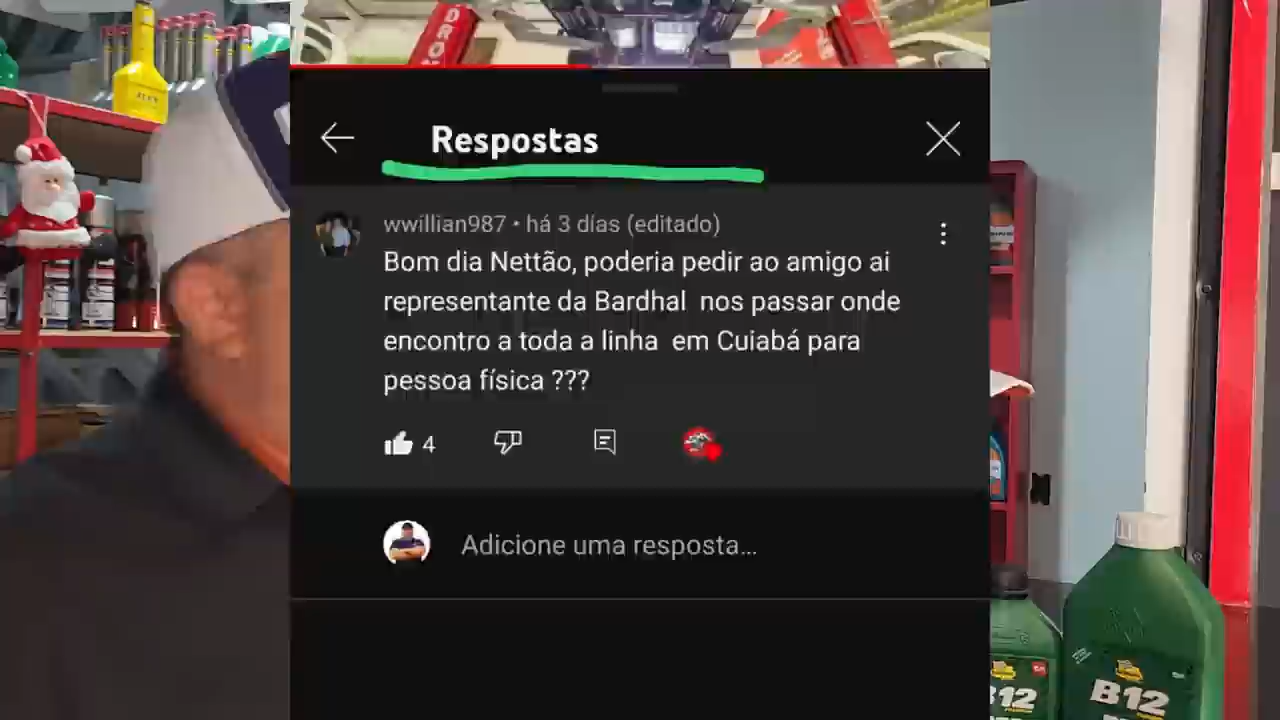 Respostas
wwillian987 • há 3 días (editado)
Bom dia Nettão, poderia pedir ao amigo ai
representante da Bardhal  nos passar onde
encontro a toda a linha  em Cuiabá para
pessoa física ???
4
Adicione uma resposta...
B12
B12